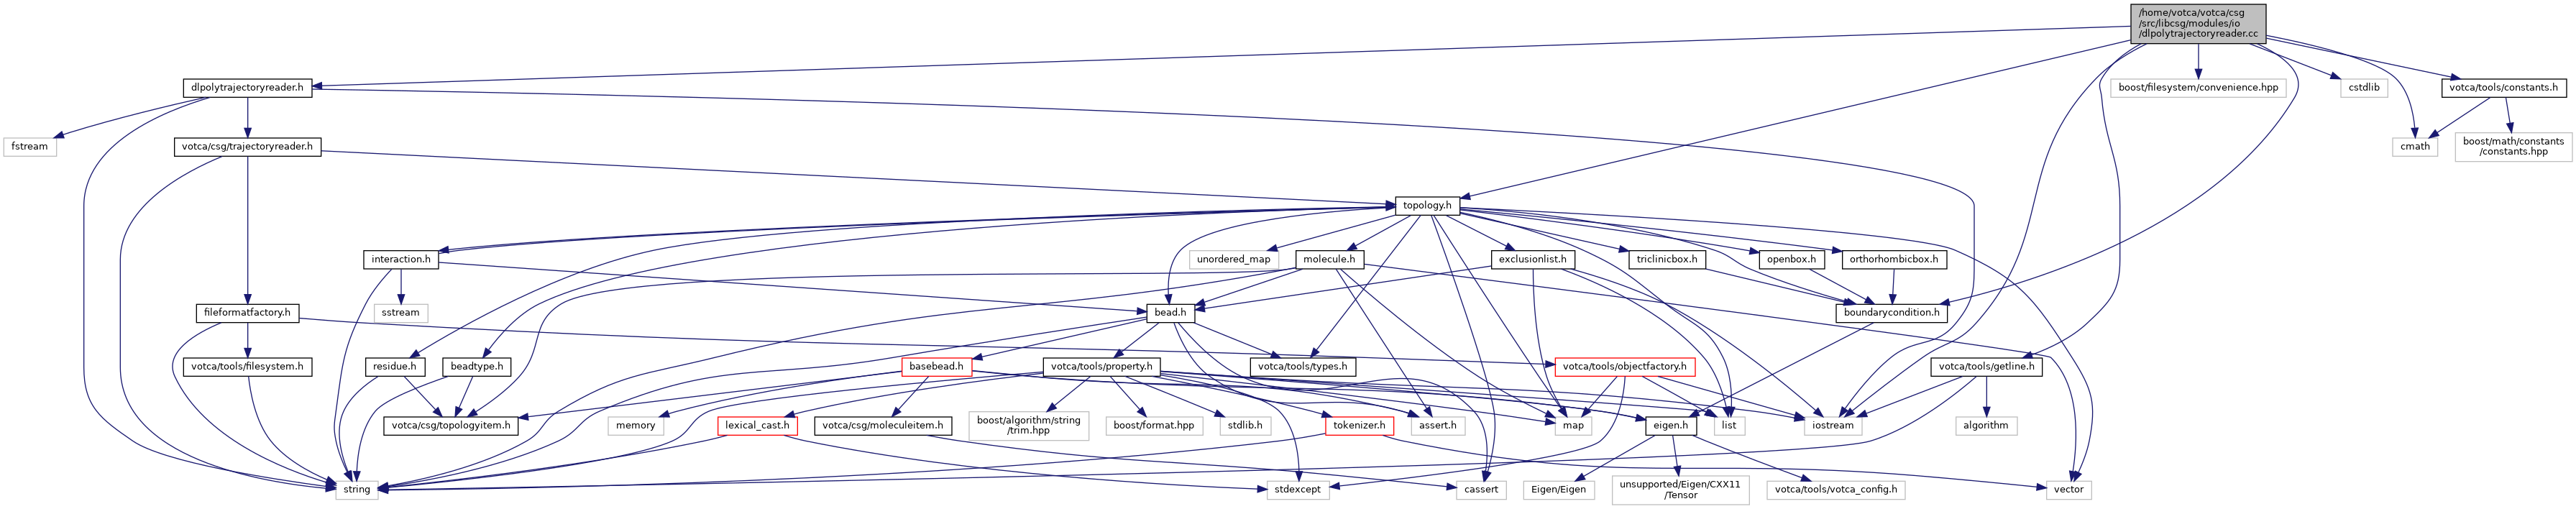 /home/votca/votca/csg
/src/libcsg/modules/io
/dlpolytrajectoryreader.cc
dlpolytrajectoryreader.h
boost/filesystem/convenience.hpp
cstdlib
votca/tools/constants.h
fstream
votca/csg/trajectoryreader.h
cmath
boost/math/constants
/constants.hpp
topology.h
interaction.h
unordered_map
molecule.h
exclusionlist.h
triclinicbox.h
openbox.h
orthorhombicbox.h
fileformatfactory.h
sstream
bead.h
boundarycondition.h
votca/tools/filesystem.h
residue.h
beadtype.h
basebead.h
votca/tools/property.h
votca/tools/types.h
votca/tools/objectfactory.h
votca/tools/getline.h
votca/csg/topologyitem.h
memory
lexical_cast.h
votca/csg/moleculeitem.h
boost/algorithm/string
/trim.hpp
boost/format.hpp
stdlib.h
tokenizer.h
assert.h
map
eigen.h
list
iostream
algorithm
string
stdexcept
cassert
Eigen/Eigen
unsupported/Eigen/CXX11
/Tensor
votca/tools/votca_config.h
vector